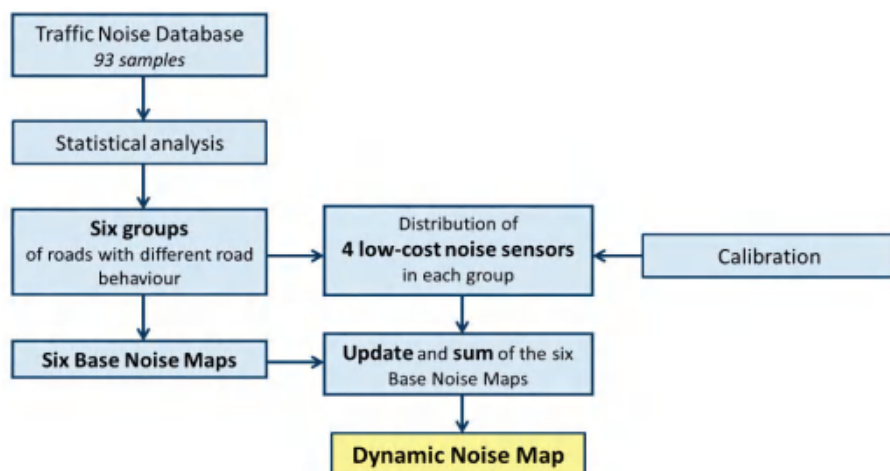 Traffic Noise Database
93 samples
Statistical analysis
Six groups
of roads with different road
behaviour
Distribution of
4 low-cost noise sensors
in each group
Calibration
Six Base Noise Maps
Update and sum of the six
Base Noise Maps
Dynamic Noise Map